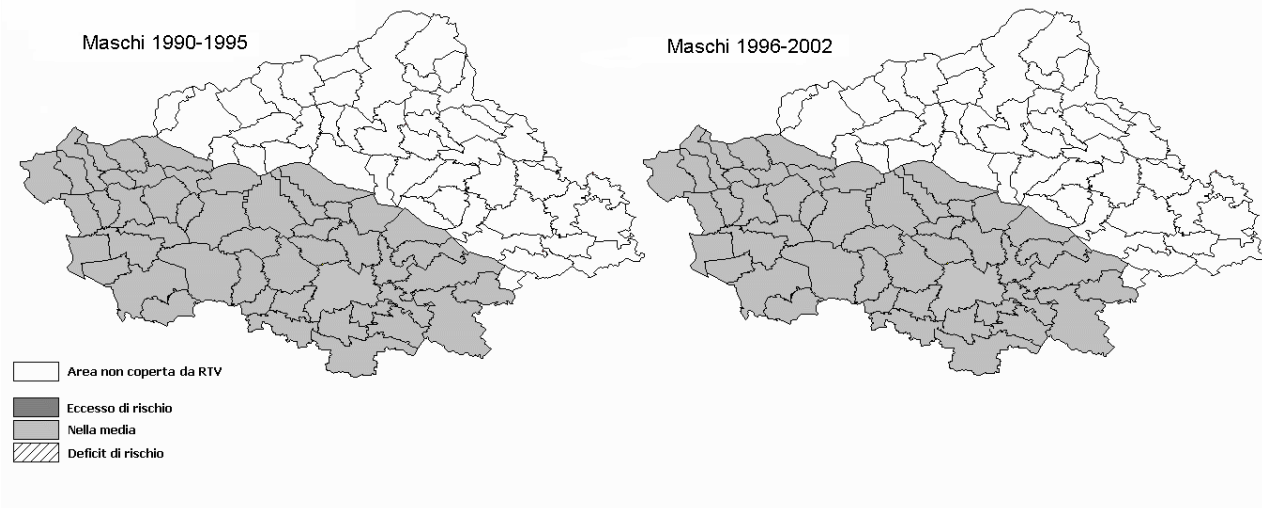 Maschi 1990-1995
Maschi 1996-2002
Area non coperta da RTV
Eccesso di rischio
Nella media
Deficit di rischio